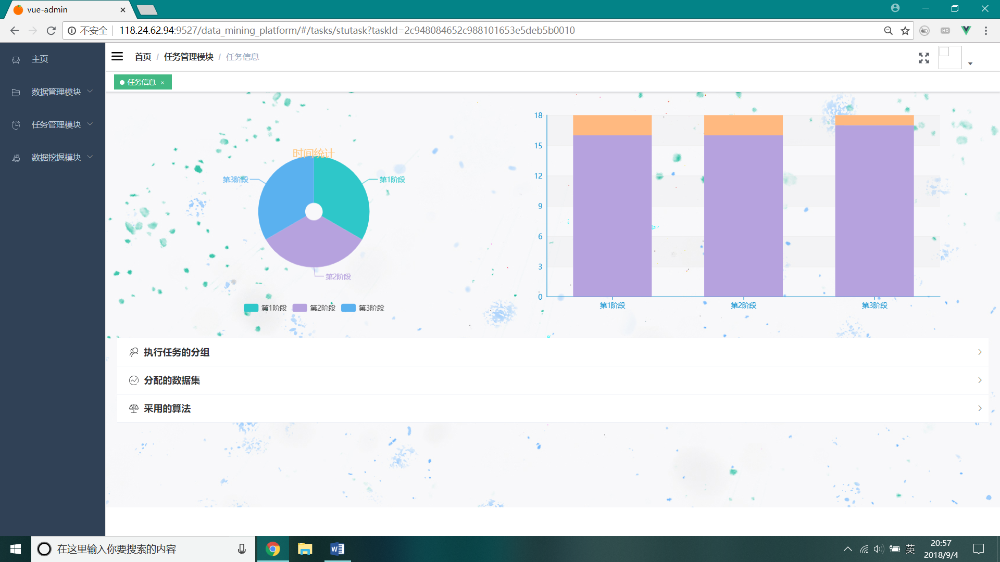 vue-admin
不安全 118.24.62.94:9527/data_mining_platform/#/tasks/stutask?taskId=2c948084652c988101653e5deb5b0010
HD
主页
数据管理模块
任务管理模块
数据挖掘模块
首页 / 任务管理模块 / 任务信息
任务信息 ×
时间统计
第3阶段
第1阶段
第2阶段
第1阶段 第2阶段 第3阶段
18
15
12
9
6
3
0
第1阶段 第2阶段 第3阶段
执行任务的分组
分配的数据集
采用的算法
在这里输入你要搜索的内容
英
20:57
2018/9/4